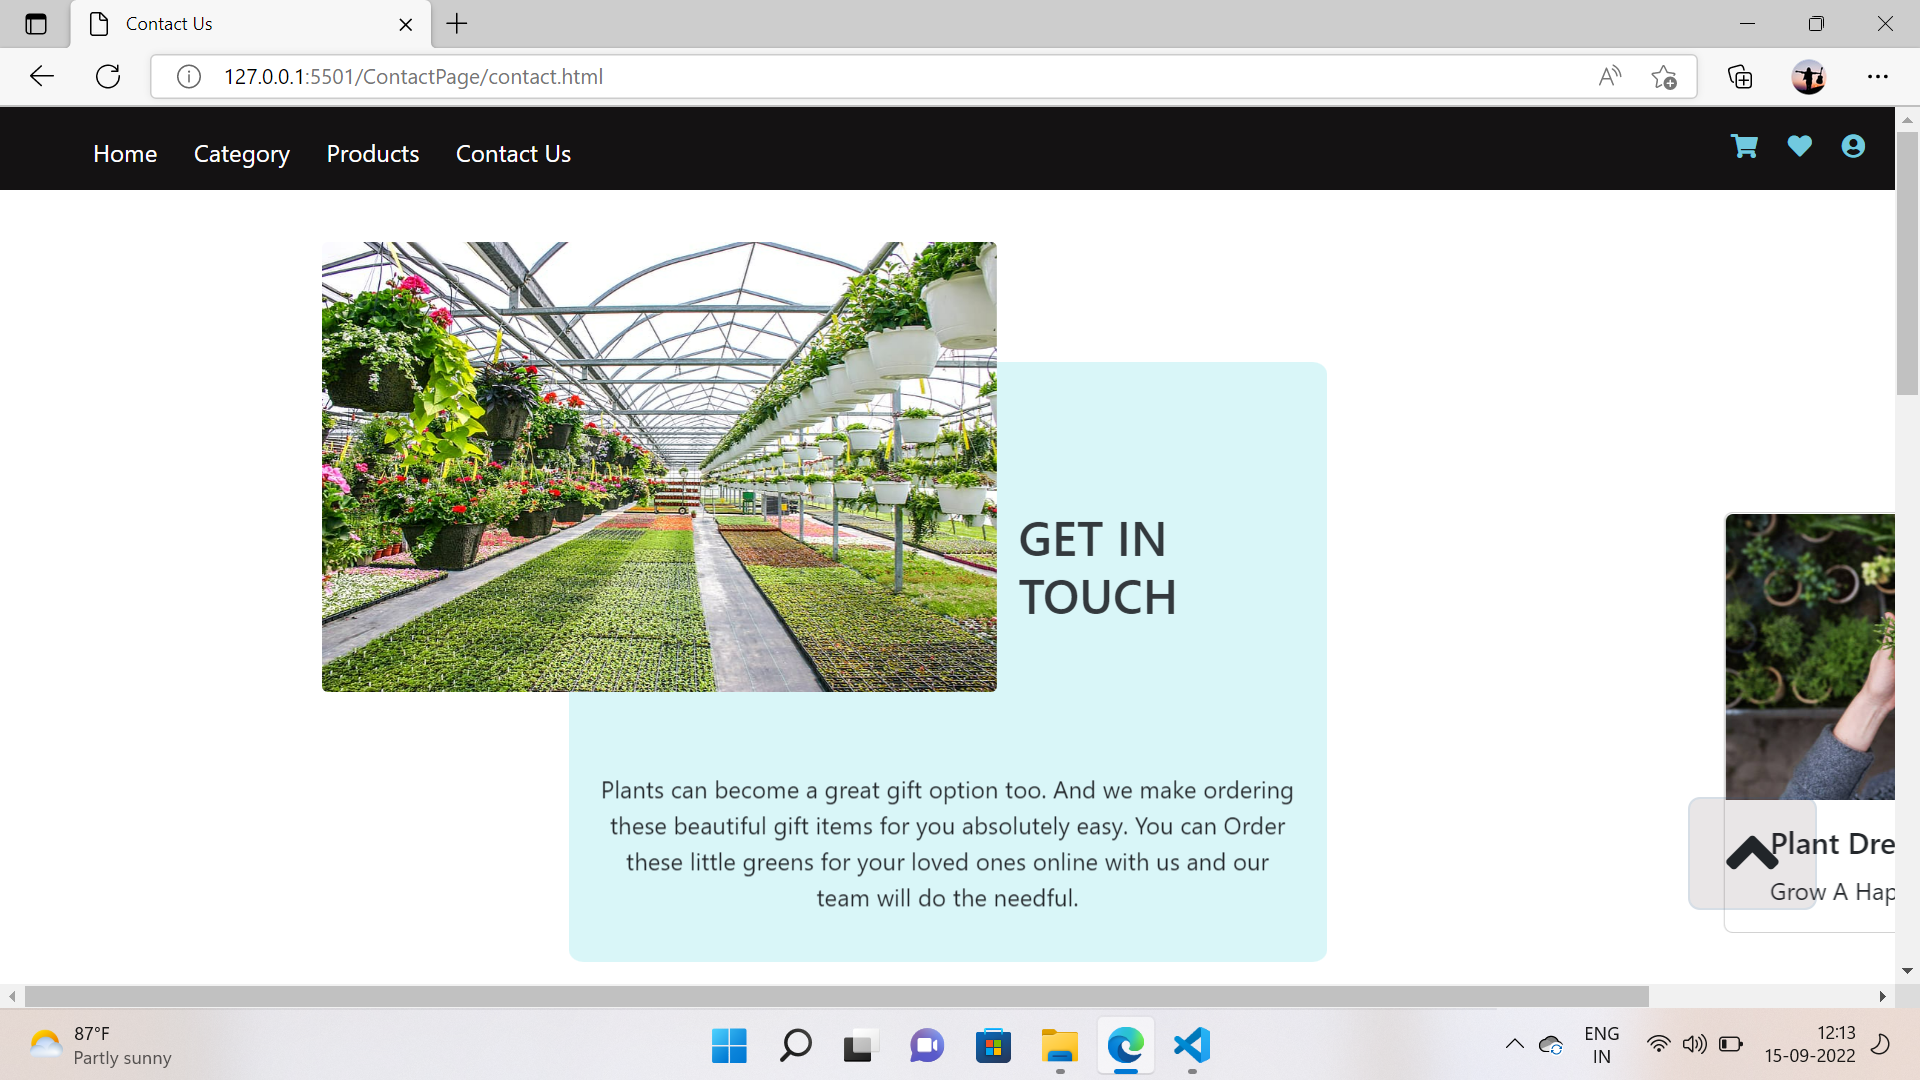 Contact Us
127.0.0.1:5501/ContactPage/contact.html
Home Category Products Contact Us
GET IN
TOUCH
Plants can become a great gift option too. And we make ordering
these beautiful gift items for you absolutely easy. You can Order
these little greens for your loved ones online with us and our
team will do the needful.
Plant Dre
Grow A Hap
87°F
Partly sunny
ENG
IN
12:13
15-09-2022